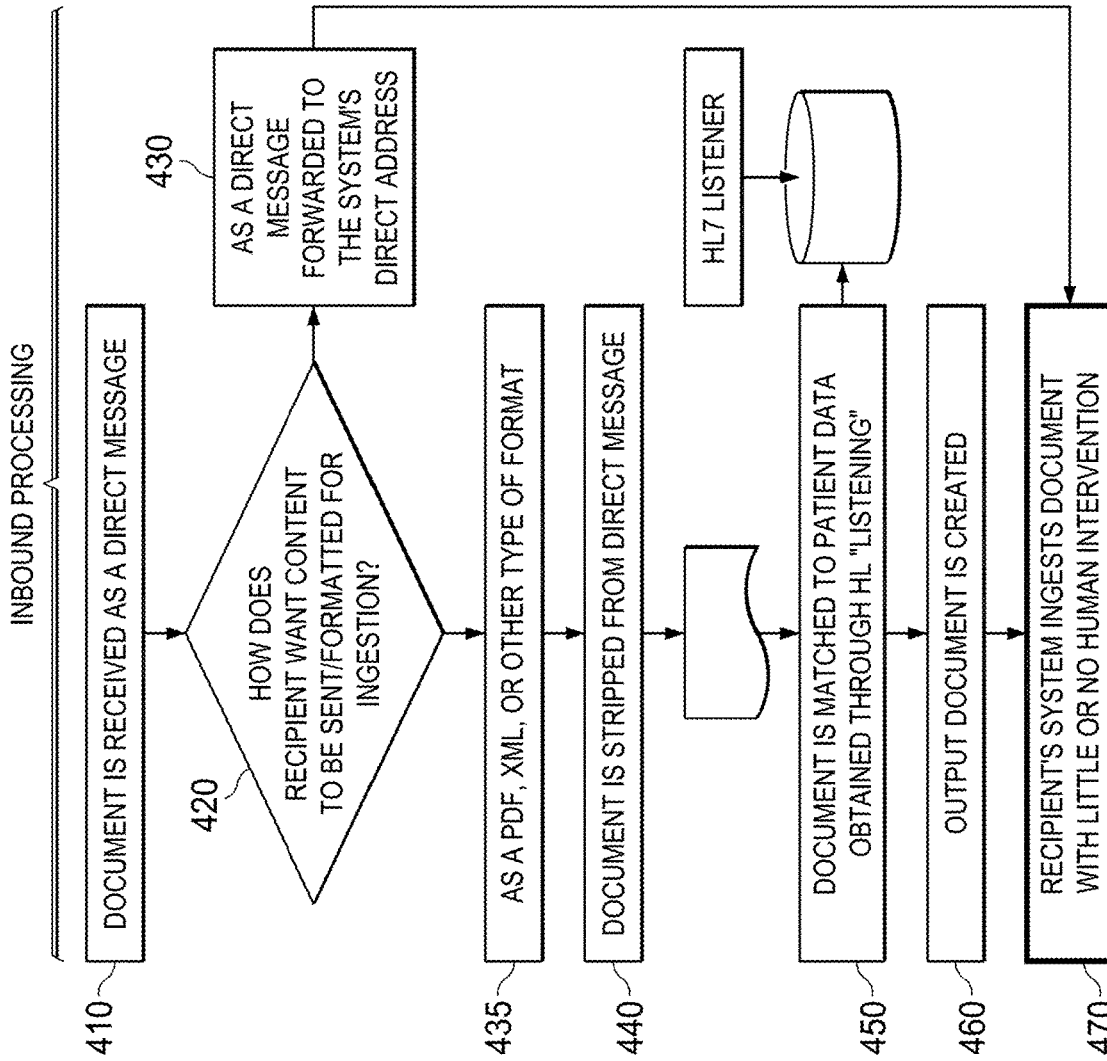 INBOUND PROCESSING
410
DOCUMENT IS RECEIVED AS A DIRECT MESSAGE
420
HOW DOES
RECIPIENT WANT CONTENT
TO BE SENT/FORMATTED FOR
INGESTION?
430
AS A DIRECT
MESSAGE
FORWARDED TO
THE SYSTEM'S
DIRECT ADDRESS
435
AS A PDF, XML, OR OTHER TYPE OF FORMAT
440
DOCUMENT IS STRIPPED FROM DIRECT MESSAGE
HL7 LISTENER
450
DOCUMENT IS MATCHED TO PATIENT DATA
OBTAINED THROUGH HL "LISTENING"
460
OUTPUT DOCUMENT IS CREATED
470
RECIPIENT'S SYSTEM INGESTS DOCUMENT
WITH LITTLE OR NO HUMAN INTERVENTION